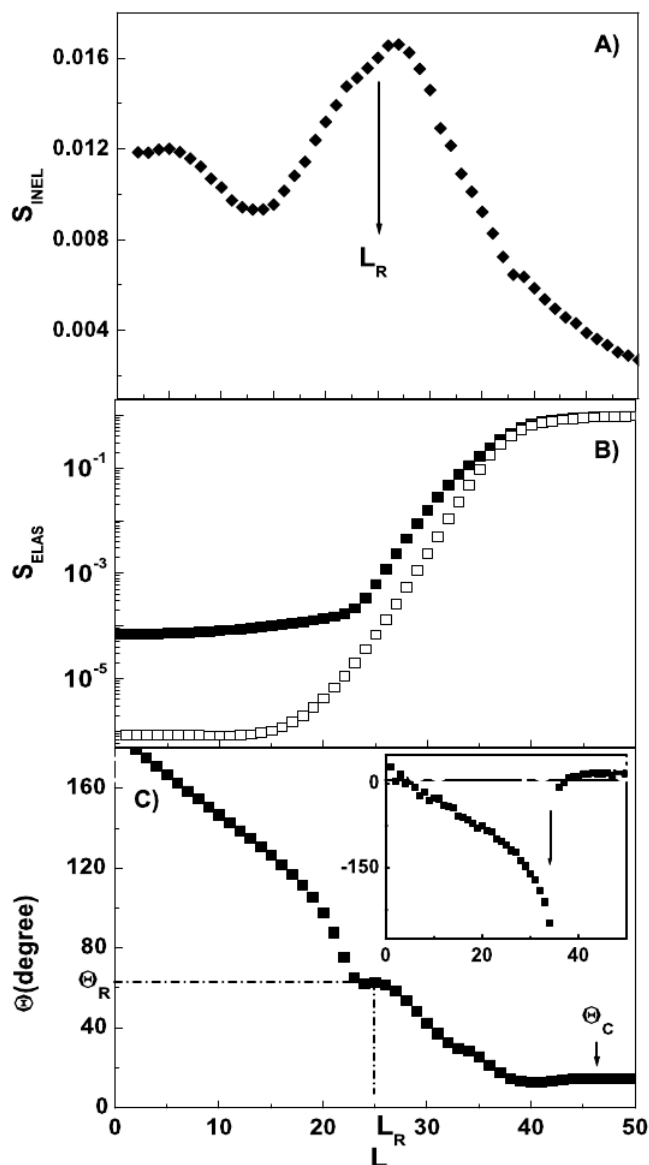 A)
0.016
0.012
0.008
0.004
S_INEL
L_R
B)
10^-1
10^-3
10^-5
S_ELAS
C)
160
120
80
40
0
Θ_R
Θ(degree)
0
-150
0 20 40
Θ_C
0 10 20 30 40 50
L_R
L